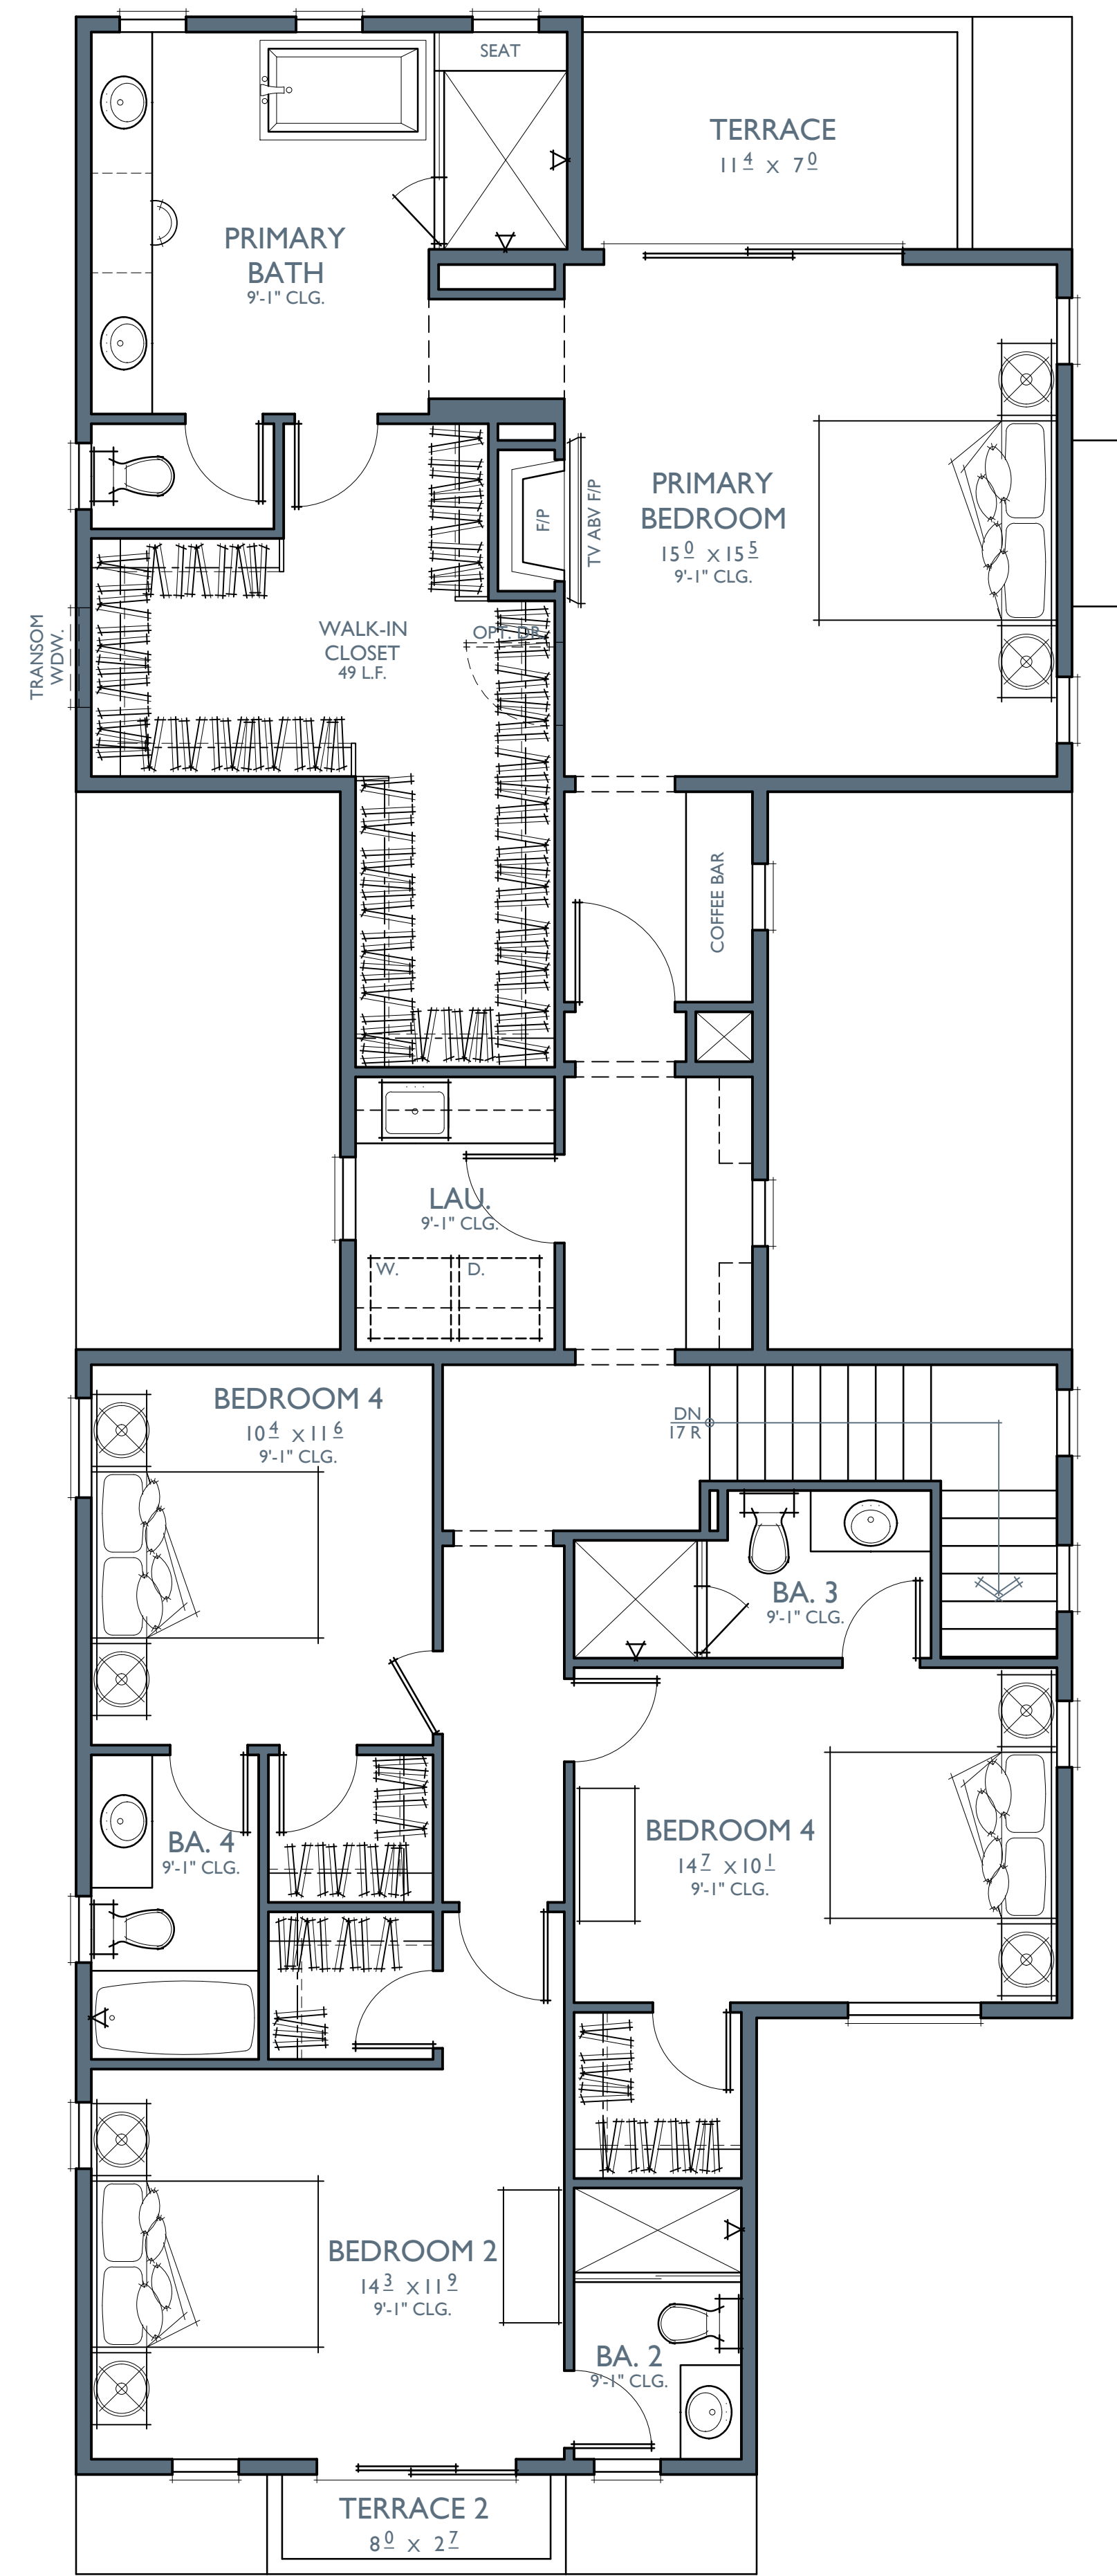 SEAT
TERRACE
11 4 X 7 0
PRIMARY
BATH
9'-1" CLG.
PRIMARY
BEDROOM
15 0 X 15 5
9'-1" CLG.
TV ABV F/P
F/P
TRANSOM
WDW.
WALK-IN
CLOSET
49 L.F.
OPT. DR.
COFFEE BAR
LAU.
9'-1" CLG.
W.
D.
BEDROOM 4
10 4 X 11 6
9'-1" CLG.
DN
17 R
BA. 3
9'-1" CLG.
BEDROOM 4
14 7 X 10 1
9'-1" CLG.
BA. 4
9'-1" CLG.
BEDROOM 2
14 3 X 11 9
9'-1" CLG.
BA. 2
9'-1" CLG.
TERRACE 2
8 0 X 2 7